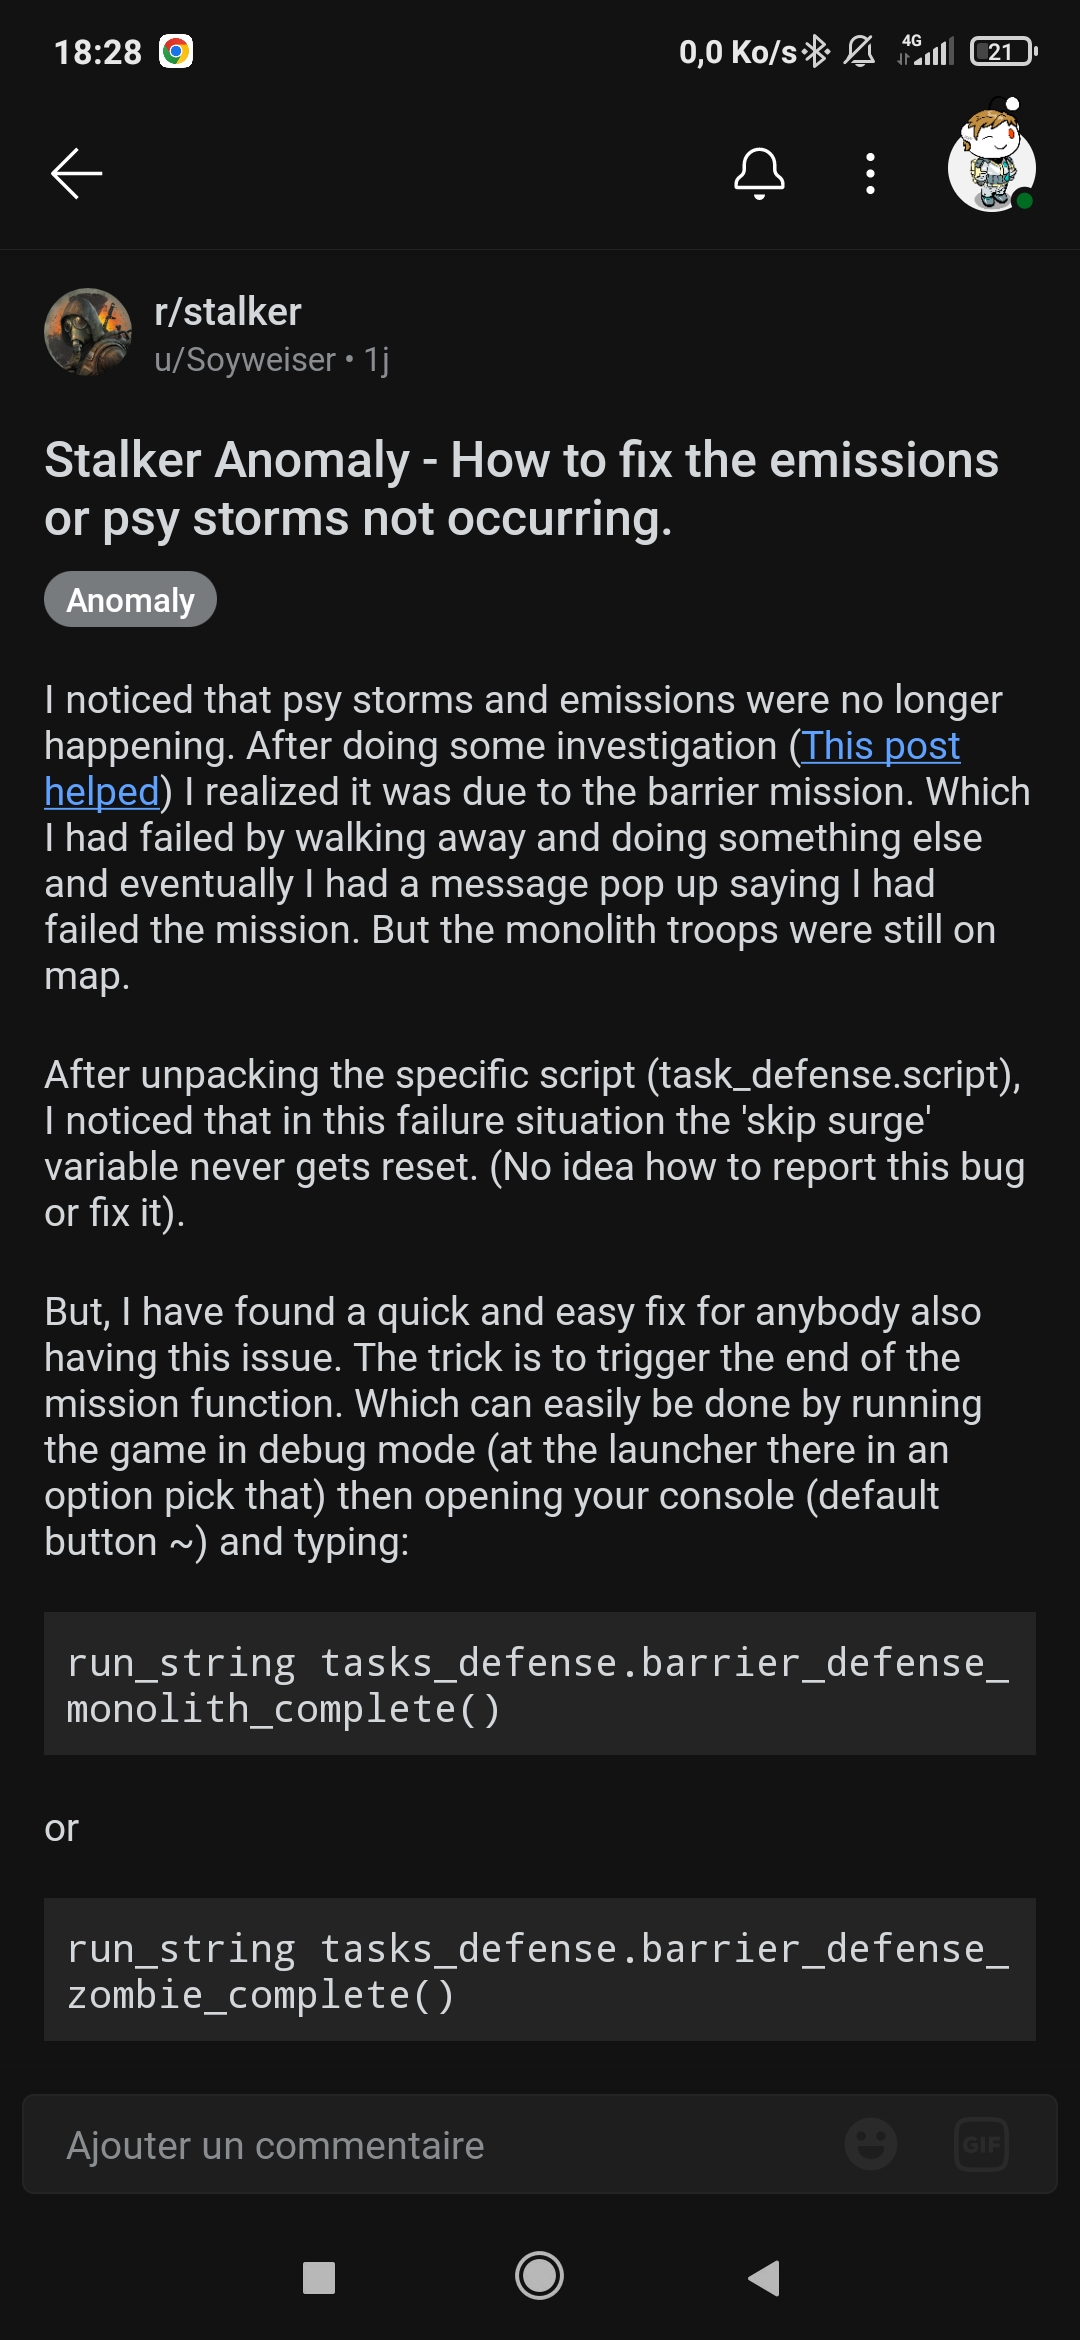 18:28
0,0 Ko/s 4G 21
r/stalker
u/Soyweiser • 1j
Stalker Anomaly - How to fix the emissions
or psy storms not occurring.
Anomaly
I noticed that psy storms and emissions were no longer
happening. After doing some investigation (This post
helped) I realized it was due to the barrier mission. Which
I had failed by walking away and doing something else
and eventually I had a message pop up saying I had
failed the mission. But the monolith troops were still on
map.
After unpacking the specific script (task_defense.script),
I noticed that in this failure situation the 'skip surge'
variable never gets reset. (No idea how to report this bug
or fix it).
But, I have found a quick and easy fix for anybody also
having this issue. The trick is to trigger the end of the
mission function. Which can easily be done by running
the game in debug mode (at the launcher there in an
option pick that) then opening your console (default
button ~) and typing:
run_string tasks_defense.barrier_defense_
monolith_complete()
or
run_string tasks_defense.barrier_defense_
zombie_complete()
Ajouter un commentaire
GIF